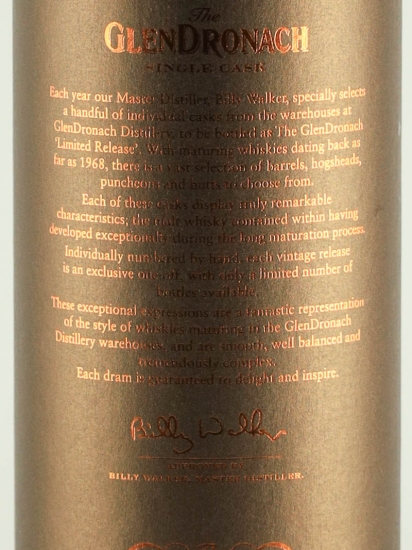 The
GLENDRONACH
SINGLE CASK
Each year our Master Distiller, Billy Walker, specially selects
a handful of individual casks from the warehouses at
GlenDronach Distillery, to be bottled as The GlenDronach
'Limited Release'. With maturing whiskies dating back as
far as 1968, there is a vast selection of barrels, hogsheads,
puncheons and butts to choose from.
Each of these casks display truly remarkable
characteristics; the malt whisky contained within having
developed exceptionally during the long maturation process.
Individually numbered by hand, each vintage release
is an exclusive one-off, with only a limited number of
bottles available.
These exceptional expressions are a fantastic representation
of the style of whiskies maturing in the GlenDronach
Distillery warehouses and are smooth, well balanced and
tremendously complex.
Each dram is guaranteed to delight and inspire.
Billy Walker
BILLY WALKER, MASTER DISTILLER.